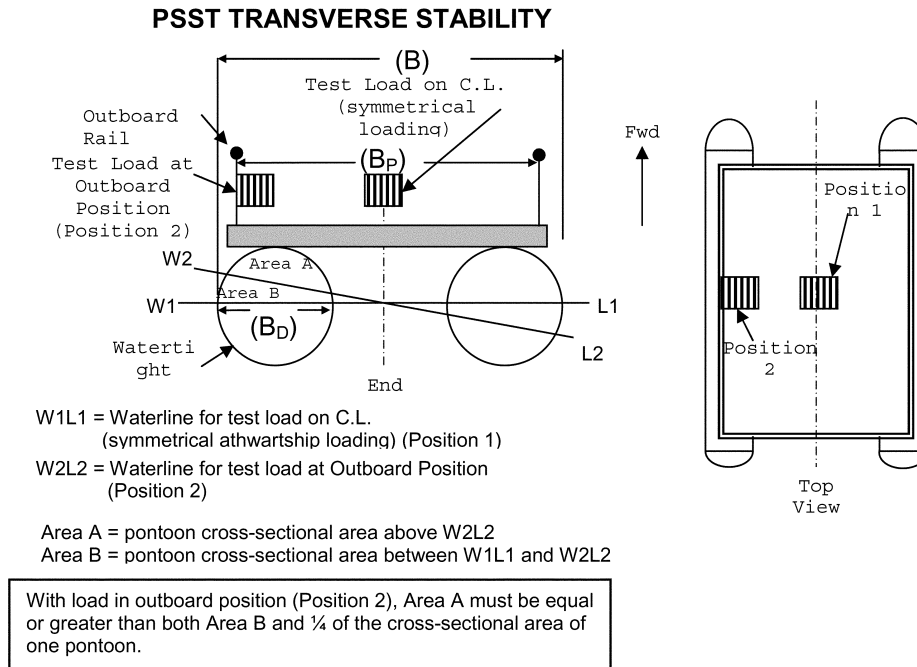 PSST TRANSVERSE STABILITY
(B)
Test Load on C.L.
(symmetrical
loading)
Outboard
Rail
Test Load at
Outboard
Position
(Position 2)
(BP)
Fwd
Positio
n 1
W2
Area A
Area B
W1
L1
(BD)
L2
Waterti
ght
End
Position
2
Top
View
W1L1 = Waterline for test load on C.L.
(symmetrical athwartship loading) (Position 1)
W2L2 = Waterline for test load at Outboard Position
(Position 2)
Area A = pontoon cross-sectional area above W2L2
Area B = pontoon cross-sectional area between W1L1 and W2L2
With load in outboard position (Position 2), Area A must be equal
or greater than both Area B and ¼ of the cross-sectional area of
one pontoon.